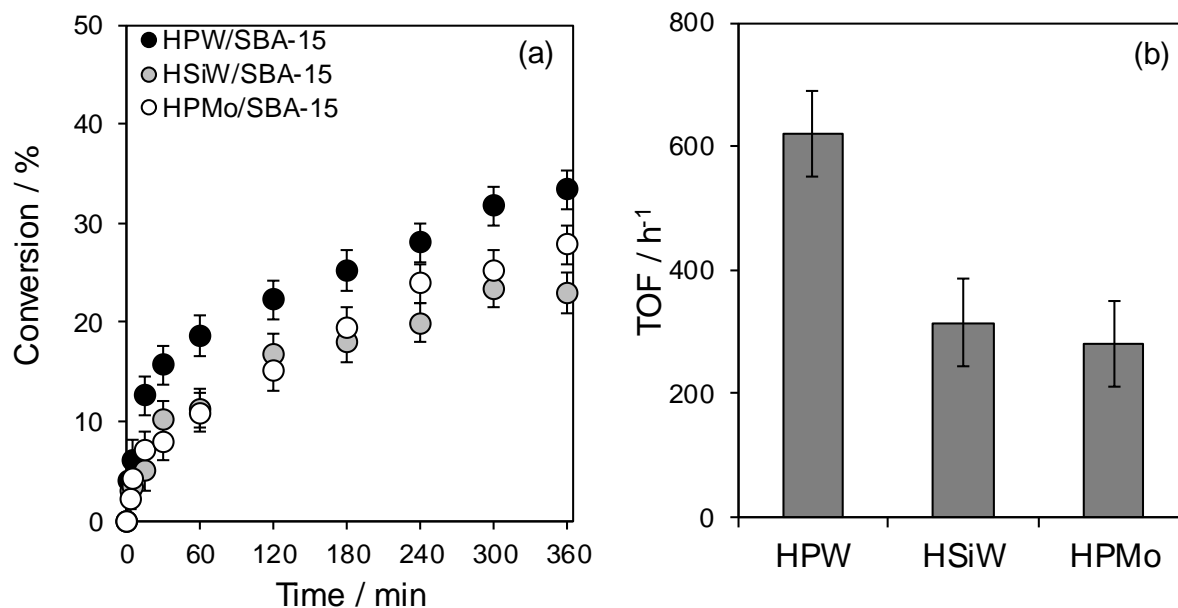 50
40
30
20
10
0
Conversion / %
HPW/SBA-15
HSiW/SBA-15
HPMo/SBA-15
(a)
0 60 120 180 240 300 360
Time / min
800
600
400
200
0
TOF / h-1
(b)
HPW HSiW HPMo